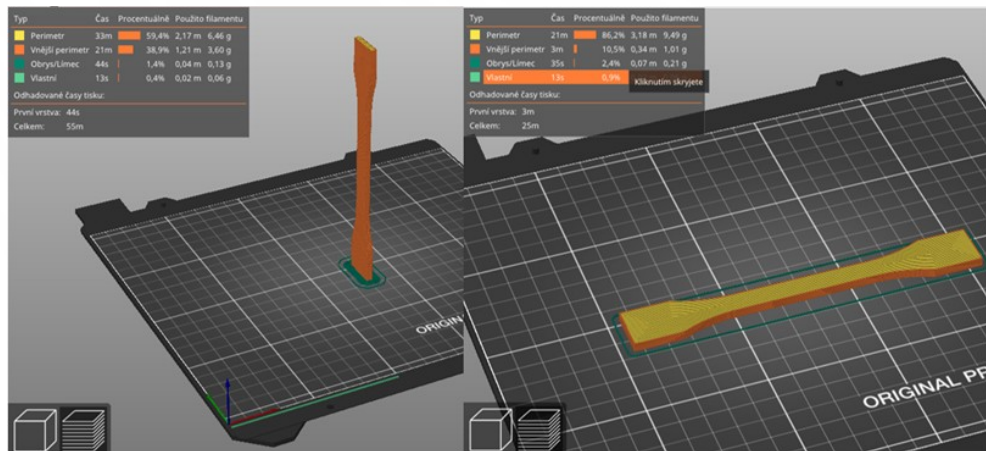 Typ Čas Procentuálně Použito filamentu
Perimetr 33m 59,4% 2,17 m 6,46 g
Vnější perimetr 21m 38,9% 1,21 m 3,60 g
Obrys/Límec 44s 1,4% 0,04 m 0,13 g
Vlastní 13s 0,4% 0,02 m 0,06 g
Odhadované časy tisku:
První vrstva: 44s
Celkem: 55m
ORIGINAL
Typ Čas Procentuálně Použito filamentu
Perimetr 21m 86,2% 3,18 m 9,49 g
Vnější perimetr 3m 10,5% 0,34 m 1,01 g
Obrys/Límec 35s 2,4% 0,07 m 0,21 g
Vlastní 13s 0,9%
Kliknutím skryjete
Odhadované časy tisku:
První vrstva: 3m
Celkem: 25m
ORIGINAL PR